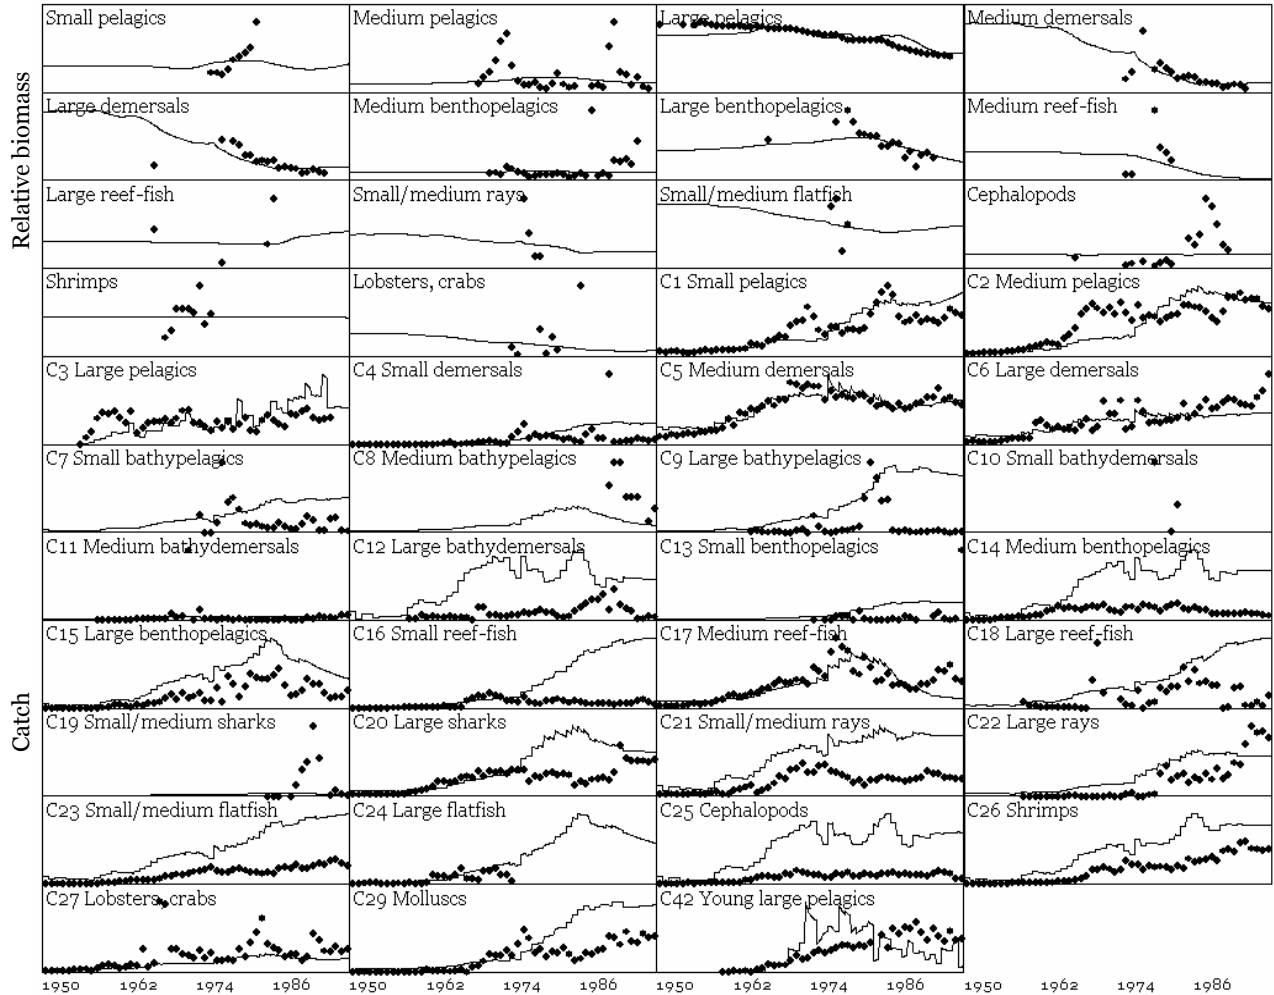 Small pelagics
Medium pelagics
Large pelagics
Medium demersals
Large demersals
Medium benthopelagics
Large benthopelagics
Medium reef-fish
Relative biomass
Large reef-fish
Small/medium rays
Small/medium flatfish
Cephalopods
Shrimps
Lobsters, crabs
C1 Small pelagics
C2 Medium pelagics
C3 Large pelagics
C4 Small demersals
C5 Medium demersals
C6 Large demersals
C7 Small bathypelagics
C8 Medium bathypelagics
C9 Large bathypelagics
C10 Small bathydemersals
C11 Medium bathydemersals
C12 Large bathydemersals
C13 Small benthopelagics
C14 Medium benthopelagics
C15 Large benthopelagics
C16 Small reef-fish
C17 Medium reef-fish
C18 Large reef-fish
Catch
C19 Small/medium sharks
C20 Large sharks
C21 Small/medium rays
C22 Large rays
C23 Small/medium flatfish
C24 Large flatfish
C25 Cephalopods
C26 Shrimps
C27 Lobsters, crabs
C29 Molluscs
C42 Young large pelagics
1950 1962 1974 1986 1950 1962 1974 1986 1950 1962 1974 1986 1950 1962 1974 1986